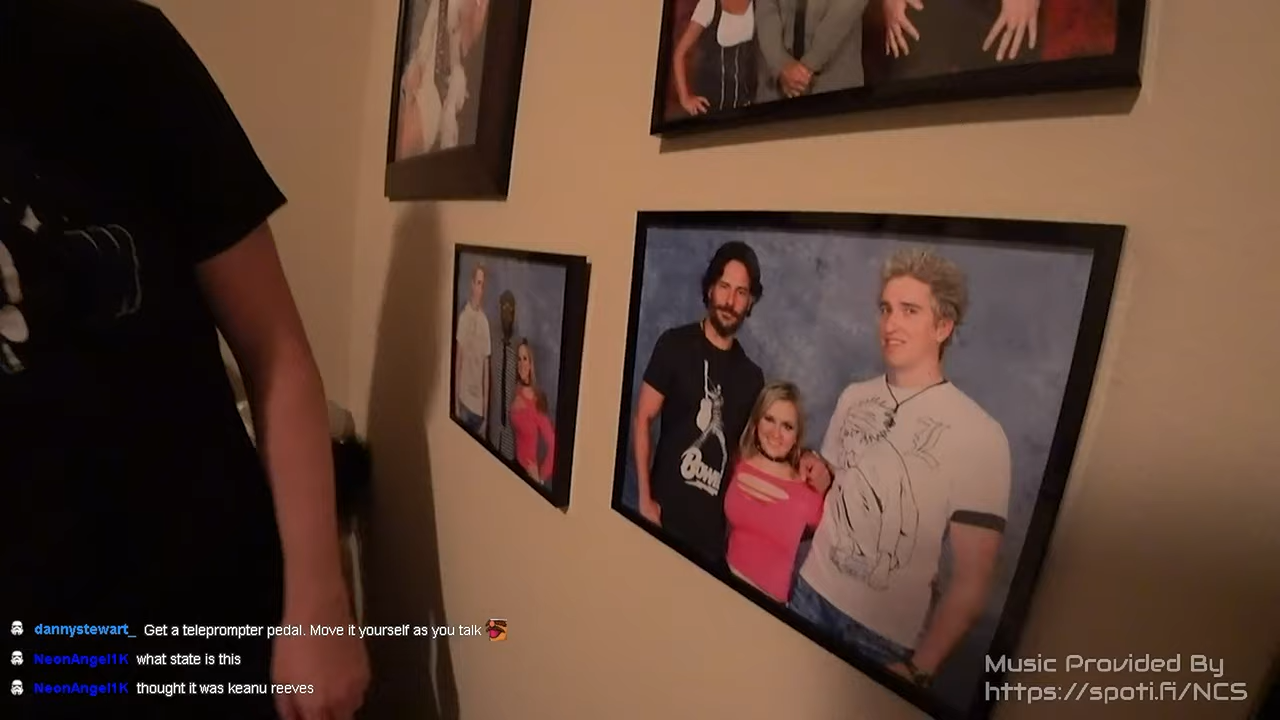 BOWIE
L
dannystewart_ Get a teleprompter pedal. Move it yourself as you talk
NeonAngel1K what state is this
NeonAngel1K thought it was keanu reeves
Music Provided By
https://spoti.fi/NCS